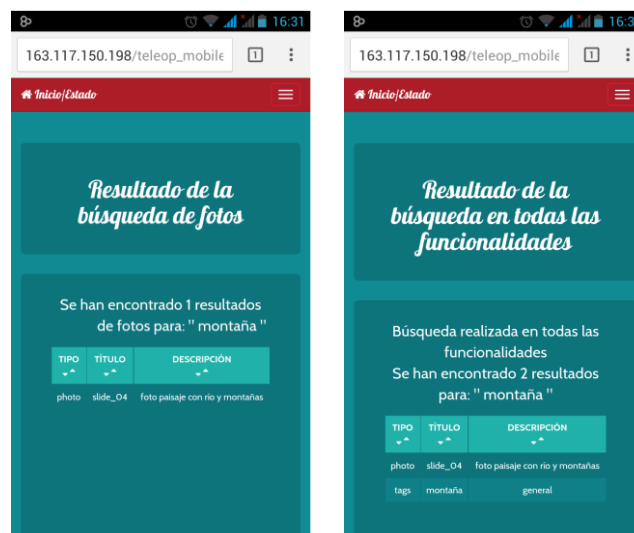 16:31
163.117.150.198/teleop_mobile
1
Inicio/Estado
Resultado de la
búsqueda de fotos
Se han encontrado 1 resultados
de fotos para: " montaña "
TIPO TÍTULO DESCRIPCIÓN
photo slide_04 foto paisaje con rio y montañas
16:3
163.117.150.198/teleop_mobile
1
Inicio/Estado
Resultado de la
búsqueda en todas las
funcionalidades
Búsqueda realizada en todas las
funcionalidades
Se han encontrado 2 resultados
para: " montaña "
TIPO TÍTULO DESCRIPCIÓN
photo slide_04 foto paisaje con rio y montañas
tags montaña general